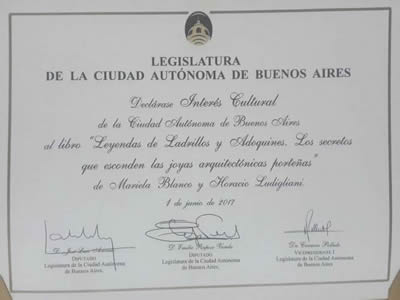 LEGISLATURA
DE LA CIUDAD AUTÓNOMA DE BUENOS AIRES
Declárase Interés Cultural
de la Ciudad Autónoma de Buenos Aires
al libro "Leyendas de Ladrillos y Adoquines. Los secretos
que esconden las joyas arquitectónicas porteñas"
de Mariela Blanco y Horacio Ludigliani.
1 de junio de 2017
DIPUTADO
Legislatura de la Ciudad Autónoma
de Buenos Aires.
DIPUTADO
Legislatura de la Ciudad Autónoma
de Buenos Aires
VICEPRESIDENTE I
Legislatura de la Ciudad Autónoma
de Buenos Aires